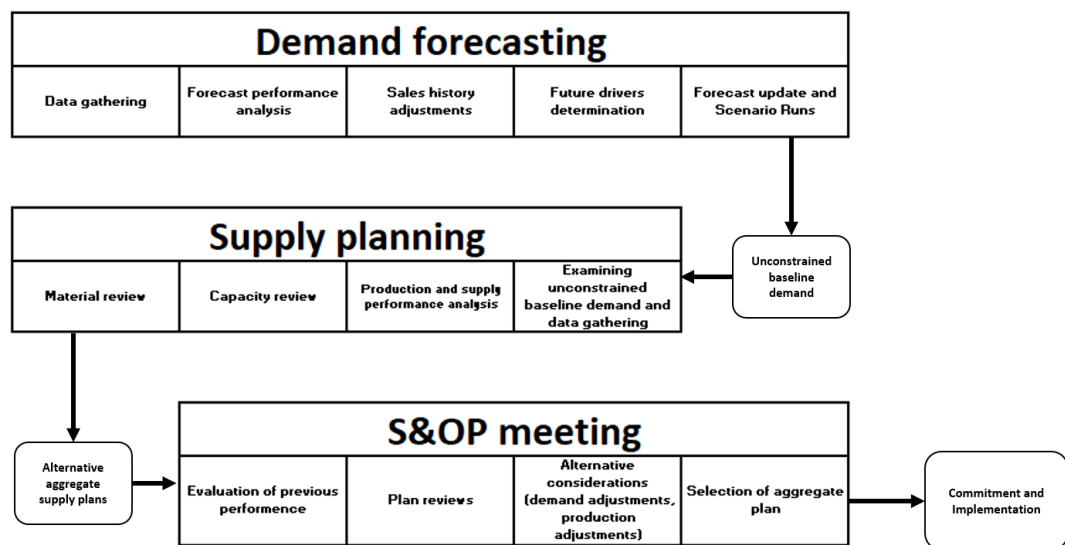 Demand forecasting
Data gathering
Forecast performance
analysis
Sales history
adjustments
Future drivers
determination
Forecast update and
Scenario Runs
Supply planning
Material review
Capacity review
Production and supply
performance analysis
Examining
unconstrained
baseline demand and
data gathering
Unconstrained
baseline
demand
S&OP meeting
Alternative
aggregate
supply plans
Evaluation of previous
performence
Plan reviews
Alternative
considerations
(demand adjustments,
production
adjustments)
Selection of aggregate
plan
Commitment and
Implementation